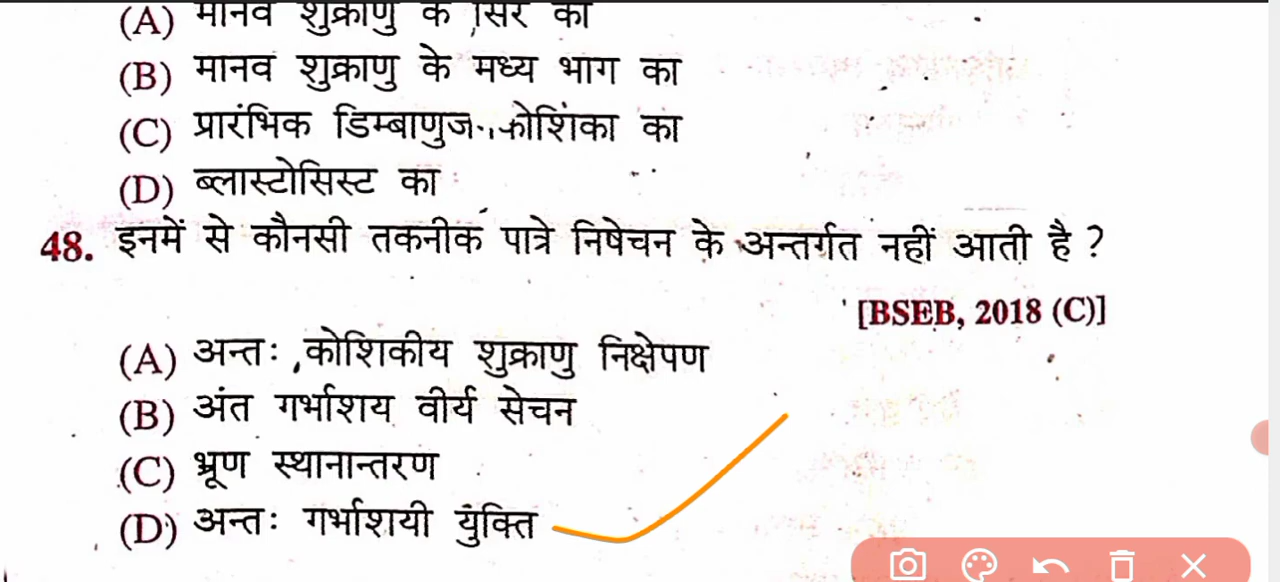 (A) मानव शुक्राणु के सिर का
(B) मानव शुक्राणु के मध्य भाग का
(C) प्रारंभिक डिम्बाणुज कोशिका का
(D) ब्लास्टोसिस्ट का
48. इनमें से कौनसी तकनीक पात्रे निषेचन के अन्तर्गत नहीं आती है ?
[BSEB, 2018 (C)]
(A) अन्तः कोशिकीय शुक्राणु निक्षेपण
(B) अंत गर्भाशय वीर्य सेचन
(C) भ्रूण स्थानान्तरण
(D) अन्तः गर्भाशयी युक्ति